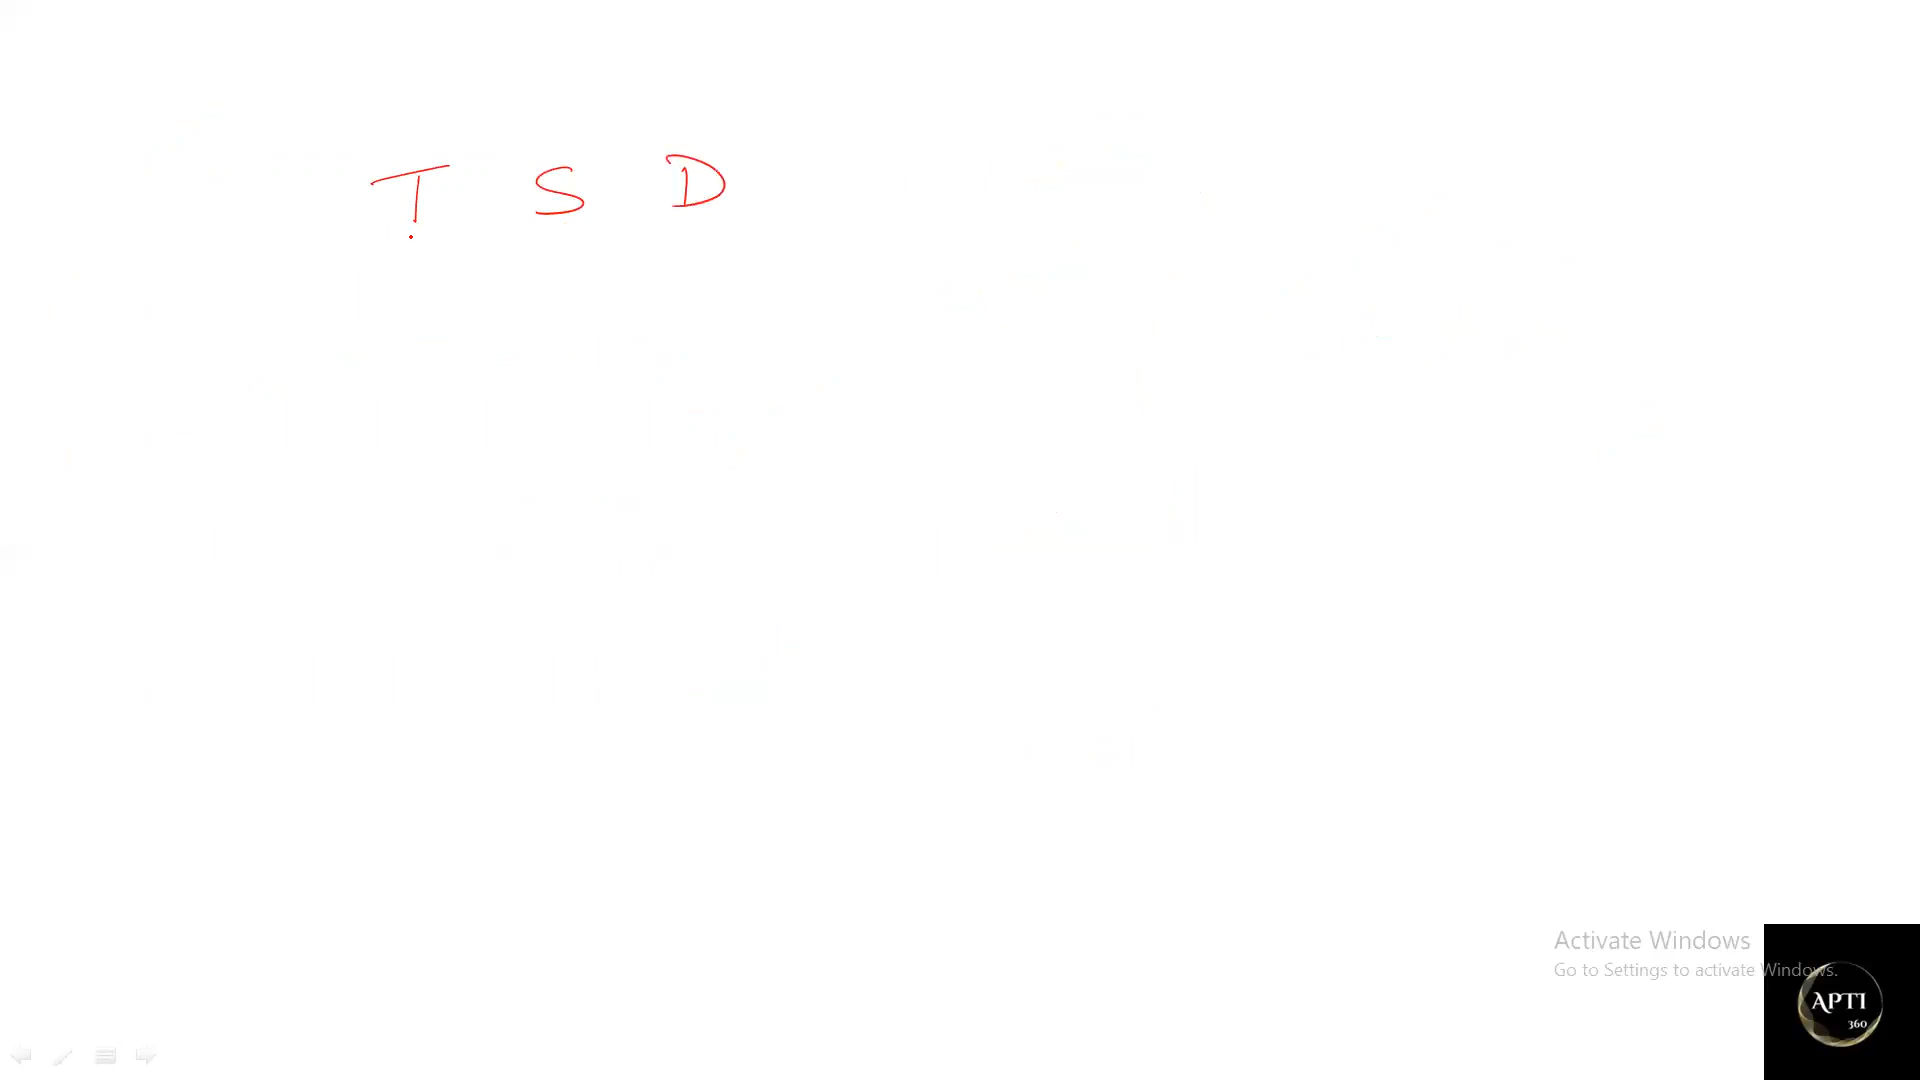 T S D
Activate Windows
Go to Settings to activate Windows.
APTI
360